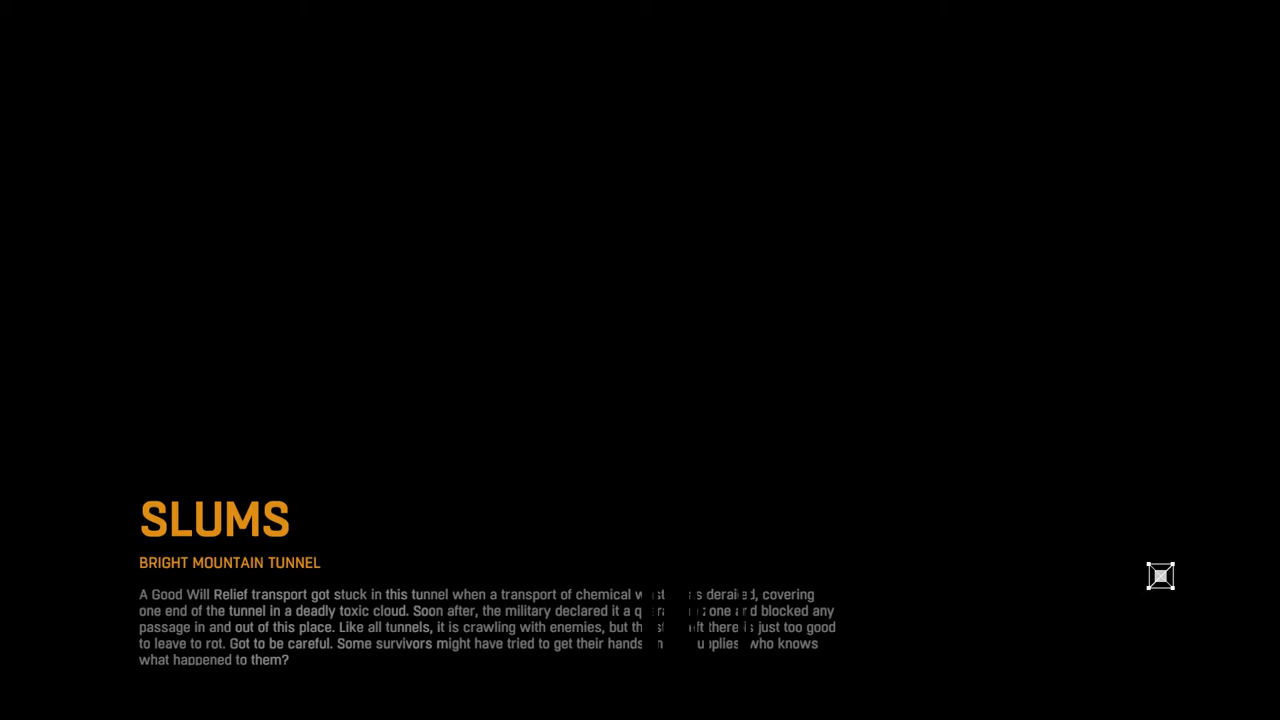 SLUMS
BRIGHT MOUNTAIN TUNNEL
A Good Will Relief transport got stuck in this tunnel when a transport of chemical derailed, covering
one end of the tunnel in a deadly toxic cloud. Soon after, the military declared it a zone and blocked any
passage in and out of this place. Like all tunnels, it is crawling with enemies, but there is just too good
to leave to rot. Got to be careful. Some survivors might have tried to get their hands supplies who knows
what happened to them?